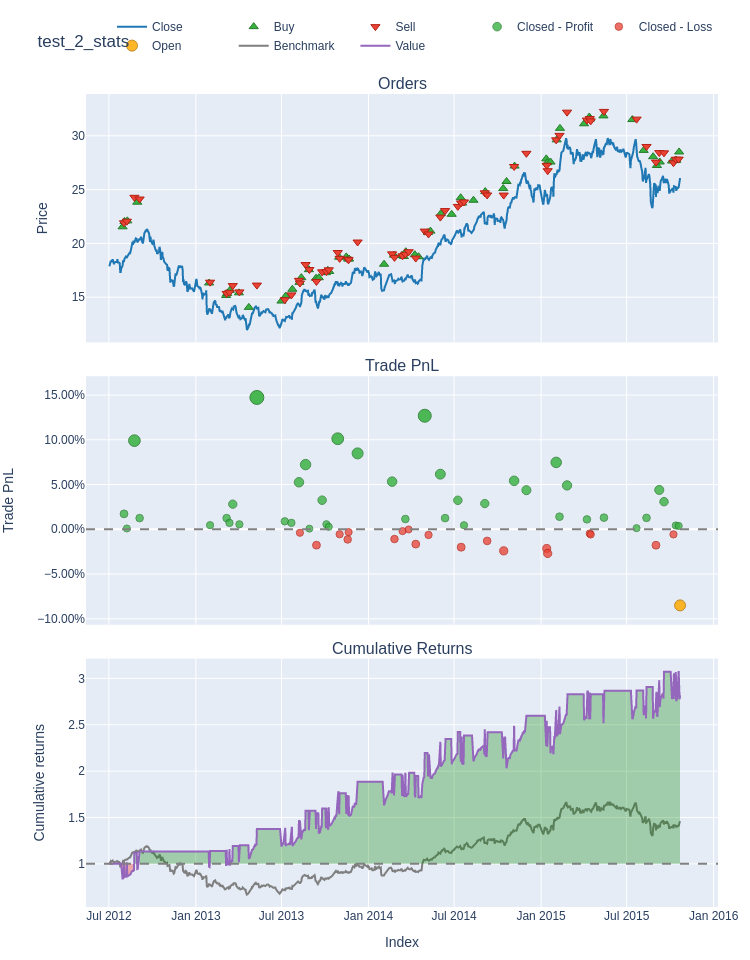 test_2_stats
Close
Buy
Sell
Closed - Profit
Closed - Loss
Open
Benchmark
Value
Orders
Price
30
25
20
15
Trade PnL
Trade PnL
15.00%
10.00%
5.00%
0.00%
−5.00%
−10.00%
Cumulative Returns
Cumulative returns
3
2.5
2
1.5
1
Jul 2012
Jan 2013
Jul 2013
Jan 2014
Jul 2014
Jan 2015
Jul 2015
Jan 2016
Index